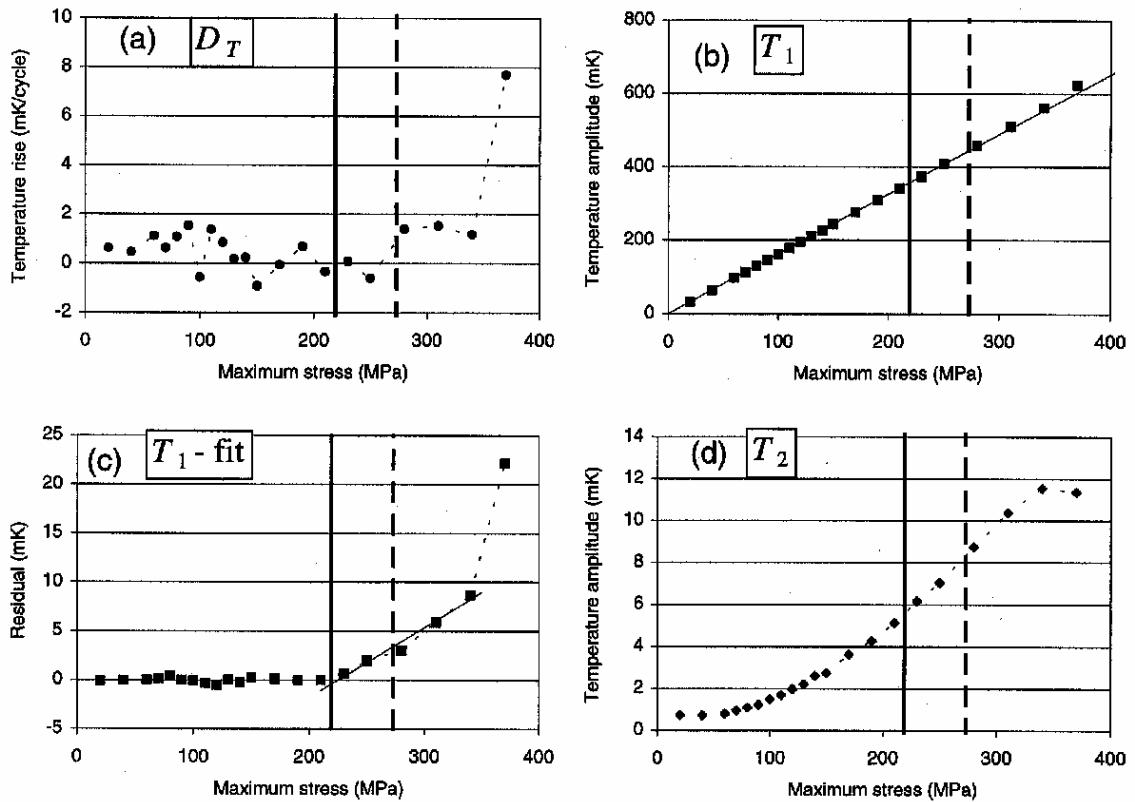 (a) D_T
Temperature rise (mK/cycle)
10
8
6
4
2
0
-2
0 100 200 300 400
Maximum stress (MPa)
(b) T_1
Temperature amplitude (mK)
800
600
400
200
0
0 100 200 300 400
Maximum stress (MPa)
(c) T_1 - fit
Residual (mK)
25
20
15
10
5
0
-5
0 100 200 300 400
Maximum stress (MPa)
(d) T_2
Temperature amplitude (mK)
14
12
10
8
6
4
2
0
0 100 200 300 400
Maximum stress (MPa)